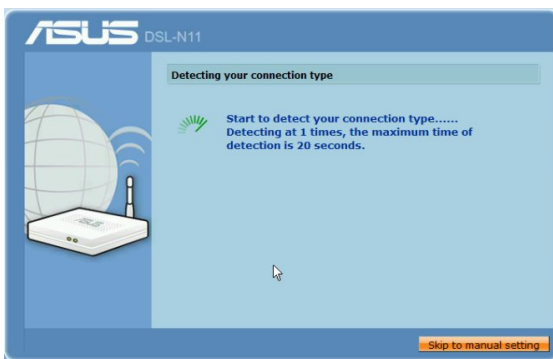 ASUS DSL-N11
Detecting your connection type
Start to detect your connection type......
Detecting at 1 times, the maximum time of
detection is 20 seconds.
Skip to manual setting